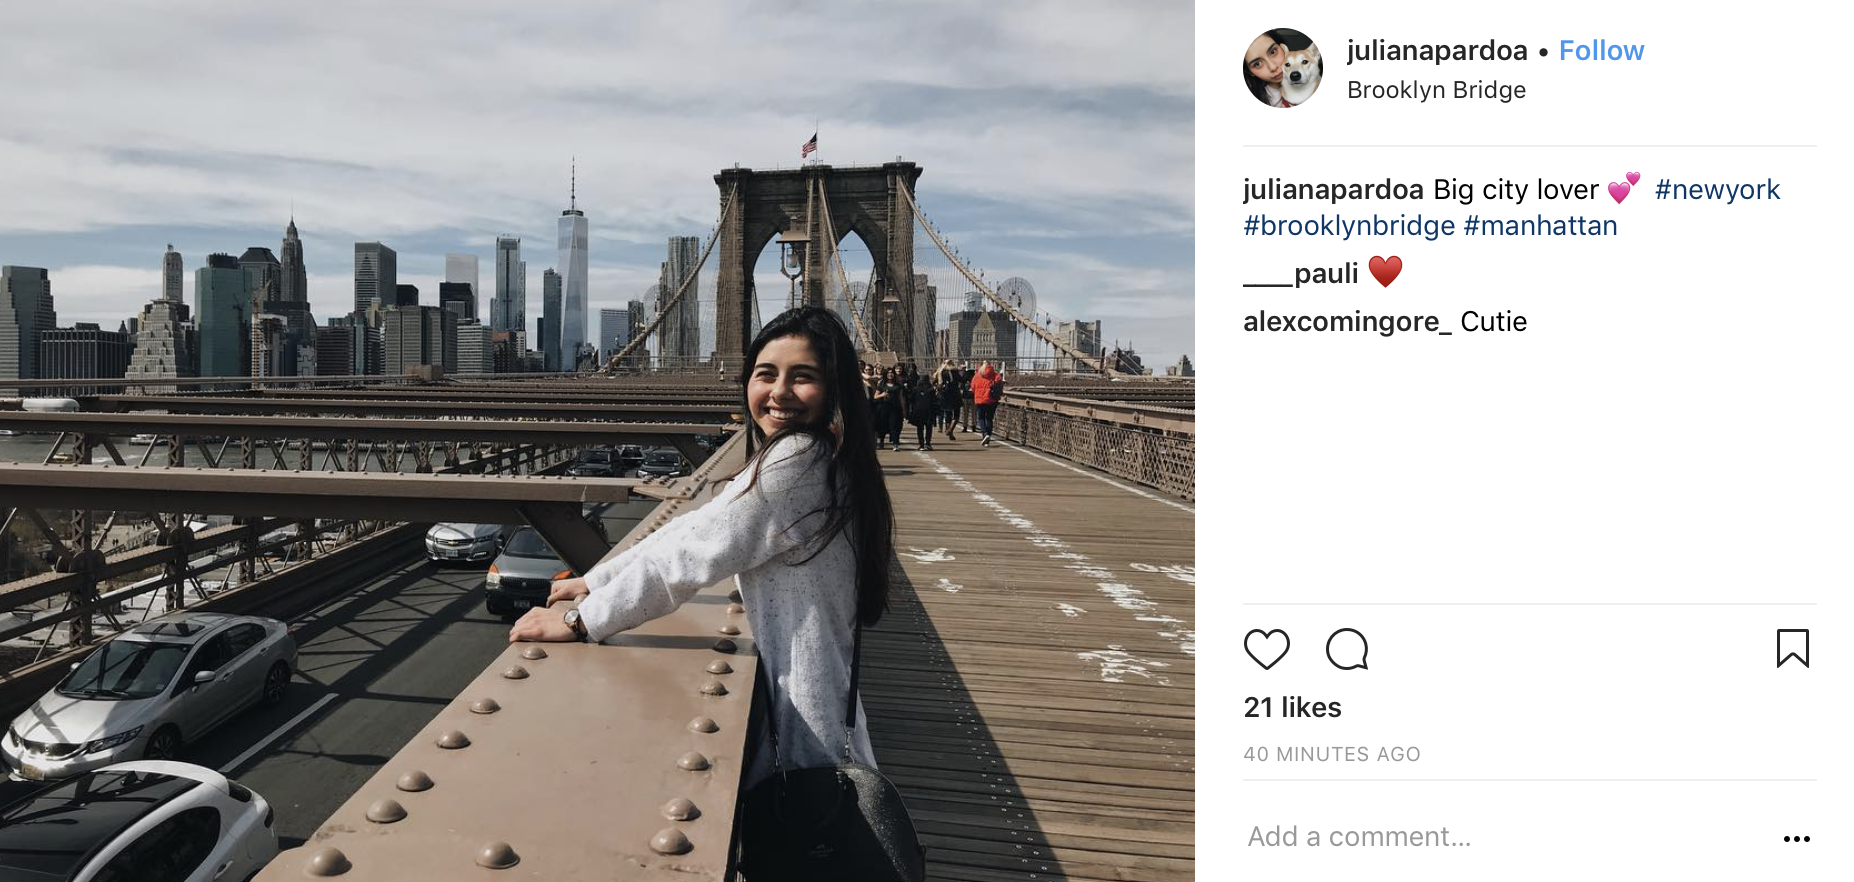 julianapardoa • Follow
Brooklyn Bridge
julianapardoa Big city lover 💕 #newyork
#brooklynbridge #manhattan
____pauli ♥️
alexcomingore_ Cutie
21 likes
40 MINUTES AGO
Add a comment...